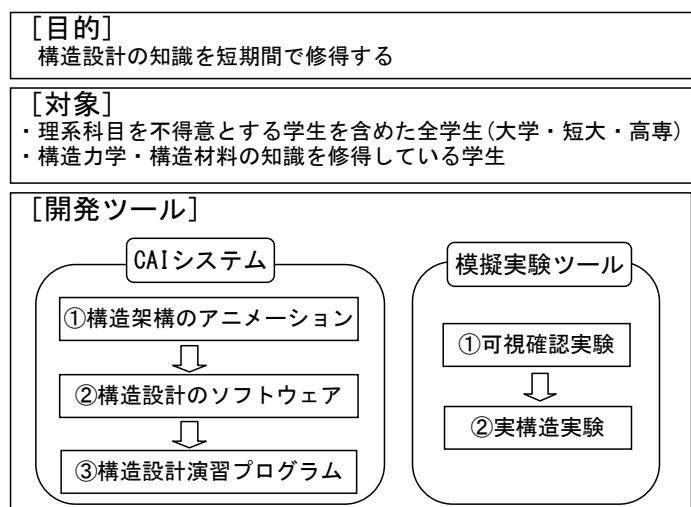 [目的]
構造設計の知識を短期間で修得する
[対象]
・理系科目を不得意とする学生を含めた全学生(大学・短大・高専)
・構造力学・構造材料の知識を修得している学生
[開発ツール]
CAIシステム
①構造架構のアニメーション
②構造設計のソフトウェア
③構造設計演習プログラム
模擬実験ツール
①可視確認実験
②実構造実験